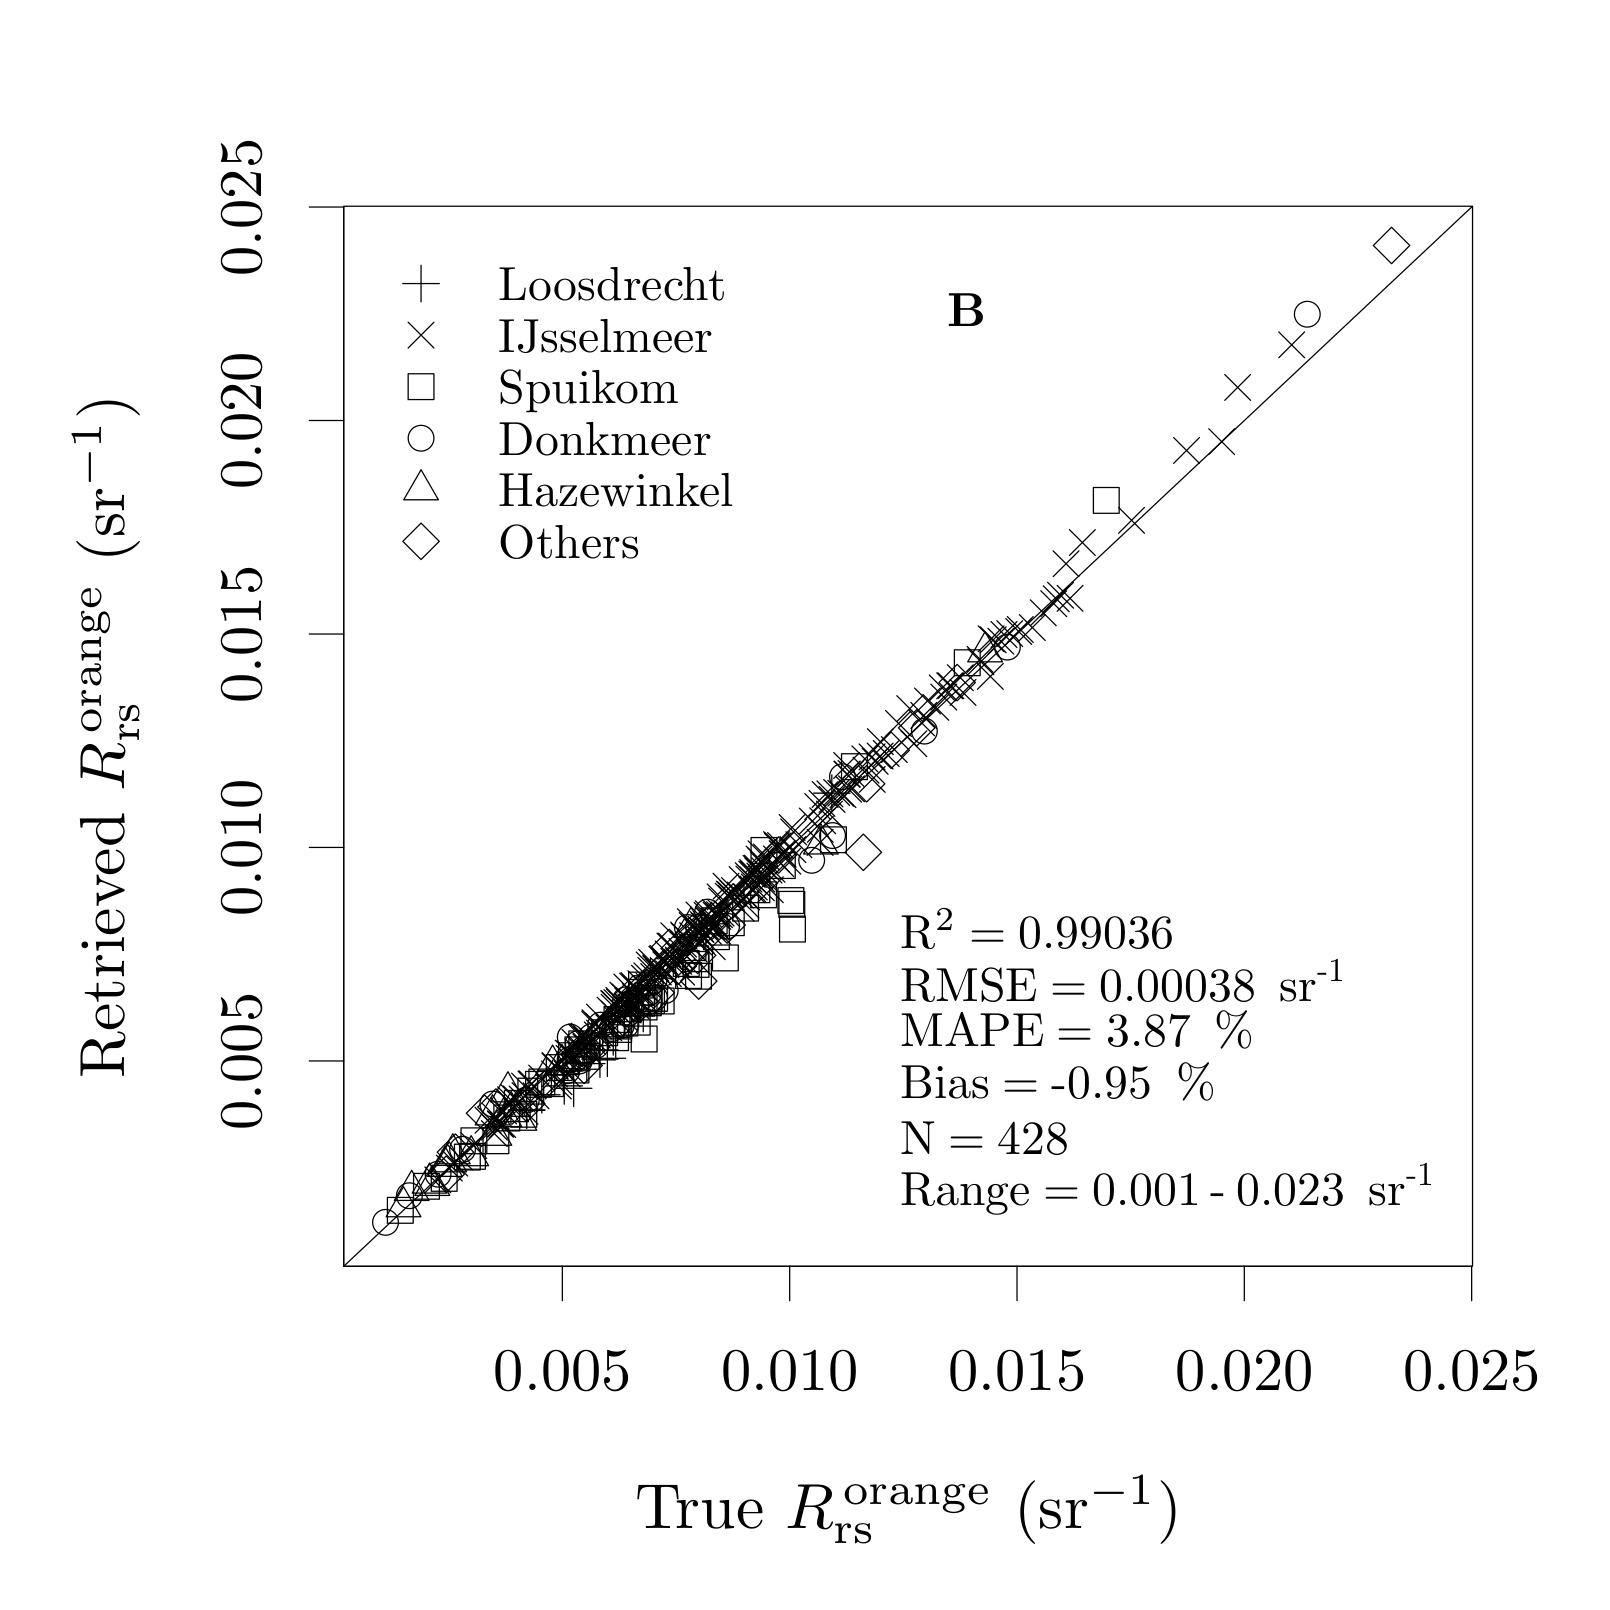 0.025
0.020
0.015
0.010
0.005
Retrieved R_rs^orange (sr^−1)
Loosdrecht
IJsselmeer
Spuikom
Donkmeer
Hazewinkel
Others
B
R^2 = 0.99036
RMSE = 0.00038 sr^-1
MAPE = 3.87 %
Bias = -0.95 %
N = 428
Range = 0.001 - 0.023 sr^-1
0.005 0.010 0.015 0.020 0.025
True R_rs^orange (sr^−1)